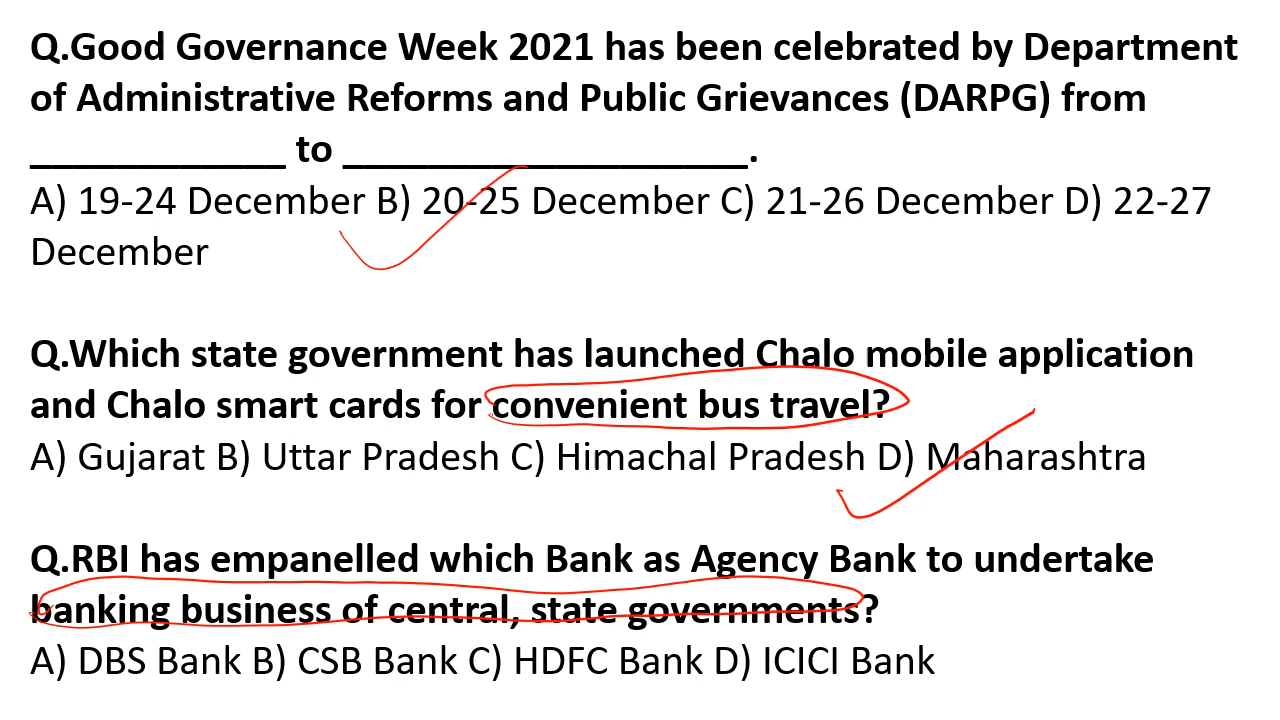 Q.Good Governance Week 2021 has been celebrated by Department
of Administrative Reforms and Public Grievances (DARPG) from
____________ to ___________________.
A) 19-24 December B) 20-25 December C) 21-26 December D) 22-27
December
Q.Which state government has launched Chalo mobile application
and Chalo smart cards for convenient bus travel?
A) Gujarat B) Uttar Pradesh C) Himachal Pradesh D) Maharashtra
Q.RBI has empanelled which Bank as Agency Bank to undertake
banking business of central, state governments?
A) DBS Bank B) CSB Bank C) HDFC Bank D) ICICI Bank